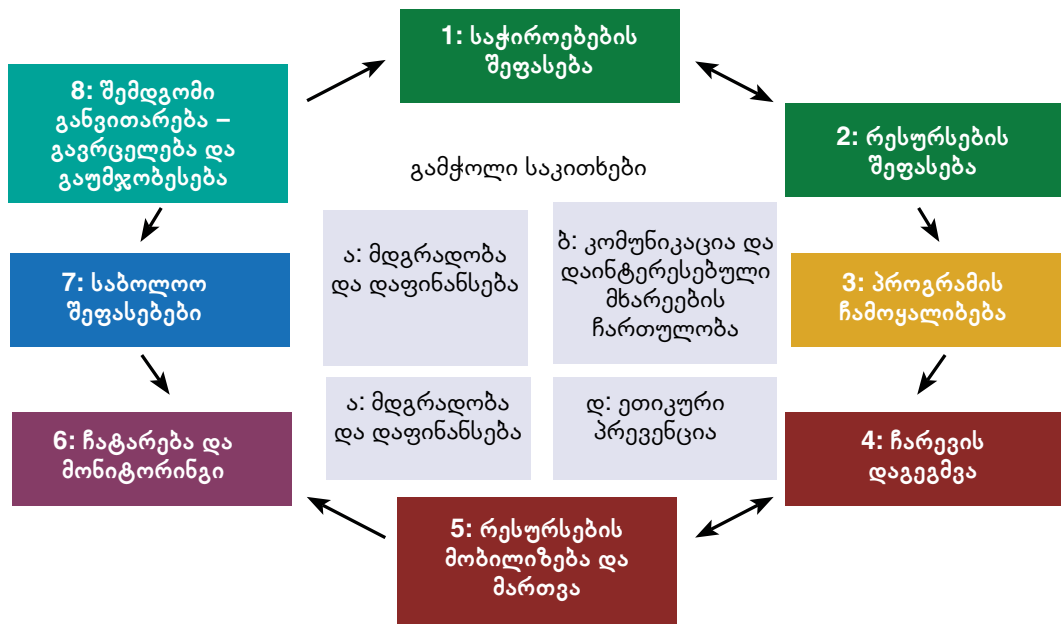 1: საჭიროებების
შეფასება
2: რესურსების
შეფასება
3: პროგრამის
ჩამოყალიბება
4: ჩარევის
დაგეგმვა
5: რესურსების
მობილიზება და
მართვა
6: ჩატარება და
მონიტორინგი
7: საბოლოო
შეფასებები
8: შემდგომი
განვითარება –
გავრცელება და
გაუმჯობესება
გამჭოლი საკითხები
ა: მდგრადობა
და დაფინანსება
ბ: კომუნიკაცია და
დაინტერესებული
მხარეების
ჩართულობა
ა: მდგრადობა
და დაფინანსება
დ: ეთიკური
პრევენცია